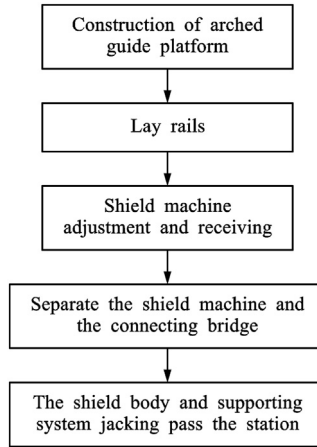 Construction of arched
guide platform
Lay rails
Shield machine
adjustment and receiving
Separate the shield machine and
the connecting bridge
The shield body and supporting
system jacking pass the station